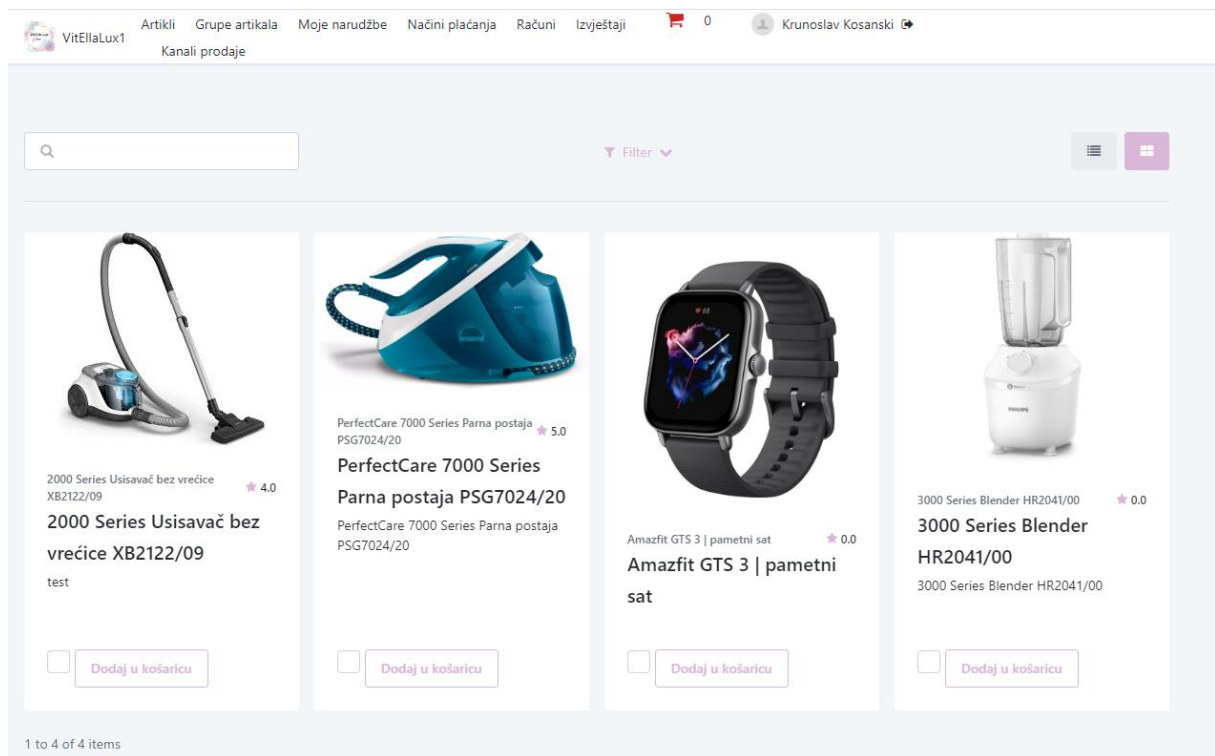 VitEllaLux1
Artikli Grupe artikala Moje narudžbe Načini plaćanja Računi Izvještaji
Kanali prodaje
0
Krunoslav Kosanski
Filter
2000 Series Usisavač bez vrećice
XB2122/09
4.0
2000 Series Usisavač bez
vrećice XB2122/09
test
Dodaj u košaricu
PerfectCare 7000 Series Parna postaja
PSG7024/20
5.0
PerfectCare 7000 Series
Parna postaja PSG7024/20
PerfectCare 7000 Series Parna postaja
PSG7024/20
Dodaj u košaricu
Amazfit GTS 3 | pametni sat
0.0
Amazfit GTS 3 | pametni
sat
Dodaj u košaricu
PHILIPS
3000 Series Blender HR2041/00
0.0
3000 Series Blender
HR2041/00
3000 Series Blender HR2041/00
Dodaj u košaricu
1 to 4 of 4 items